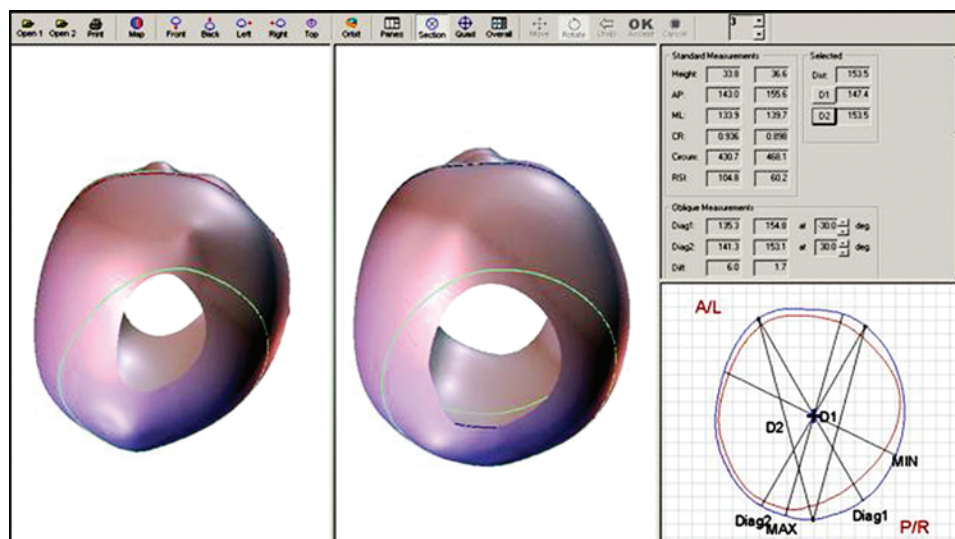 Open 1 Open 2 Print Map Front Back Left Right Top Orbit Panes Section Quad Overall Move Rotate Undo OK Accept Cancel 3
Standard Measurements
Height: 33.8 36.6
AP: 143.0 155.6
ML: 133.9 139.7
CR: 0.936 0.898
Circum: 430.7 468.1
RSI: 104.8 60.2
Selected
Dist: 153.5
D1 147.4
D2 153.5
Oblique Measurements
Diag1: 135.3 154.8 at -30.0 deg.
Diag2: 141.3 153.1 at 30.0 deg.
Diff: 6.0 1.7
A/L
D1
D2
MIN
Diag2
MAX
Diag1
P/R